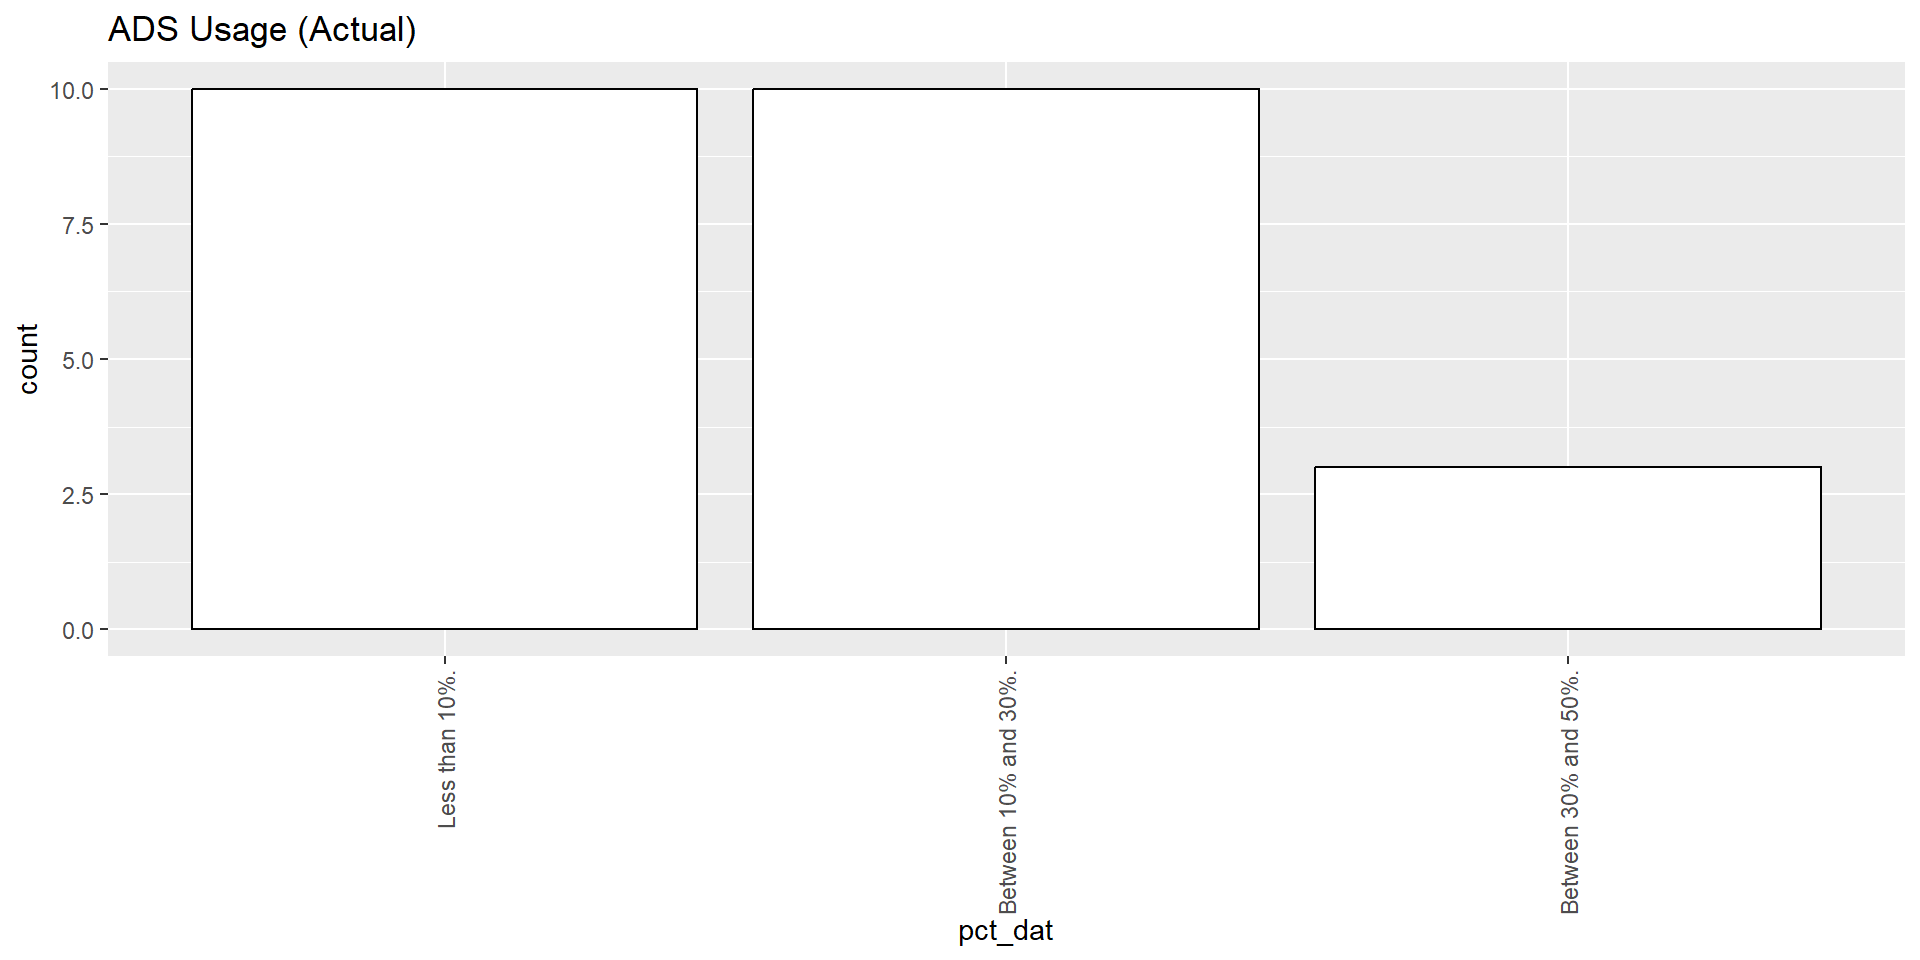 ADS Usage (Actual)
10.0
7.5
5.0
2.5
0.0
count
Less than 10%.
Between 10% and 30%.
Between 30% and 50%.
pct_dat